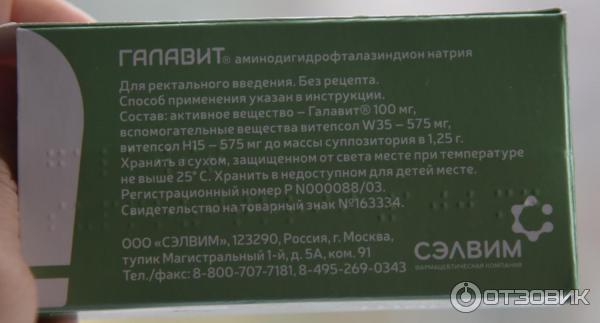 ГАЛАВИТ® аминодигидрофталазиндион натрия
Для ректального введения. Без рецепта.
Способ применения указан в инструкции.
Состав: активное вещество – Галавит® 100 мг,
вспомогательные вещества витепсол W35 – 575 мг,
витепсол H15 – 575 мг до массы суппозитория в 1,25 г.
Хранить в сухом, защищенном от света месте при температуре
не выше 25° С. Хранить в недоступном для детей месте.
Регистрационный номер Р N000088/03.
Свидетельство на товарный знак №163334.
ООО «СЭЛВИМ», 123290, Россия, г. Москва,
тупик Магистральный 1-й, д. 5А, ком. 91
Тел./факс: 8-800-707-7181, 8-495-269-0343
СЭЛВИМ
ФАРМАЦЕВТИЧЕСКАЯ КОМПАНИЯ
ОТЗОВИК